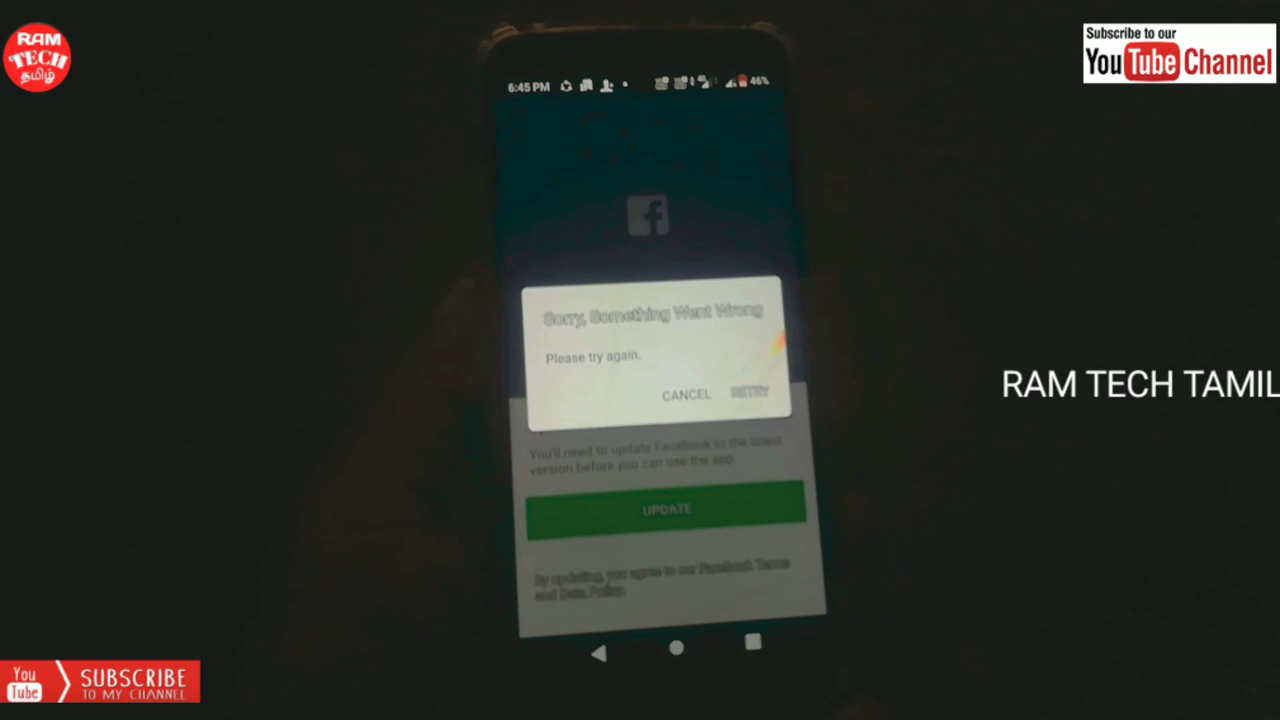 RAM
TECH
தமிழ்
Subscribe to our
YouTube Channel
6:45 PM
46%
Sorry, Something Went Wrong
Please try again.
CANCEL RETRY
You'll need to update Facebook to the latest
version before you can use the app.
UPDATE
By updating, you agree to our Facebook Terms
and Data Policy.
RAM TECH TAMIL
You
Tube
SUBSCRIBE
TO MY CHANNEL